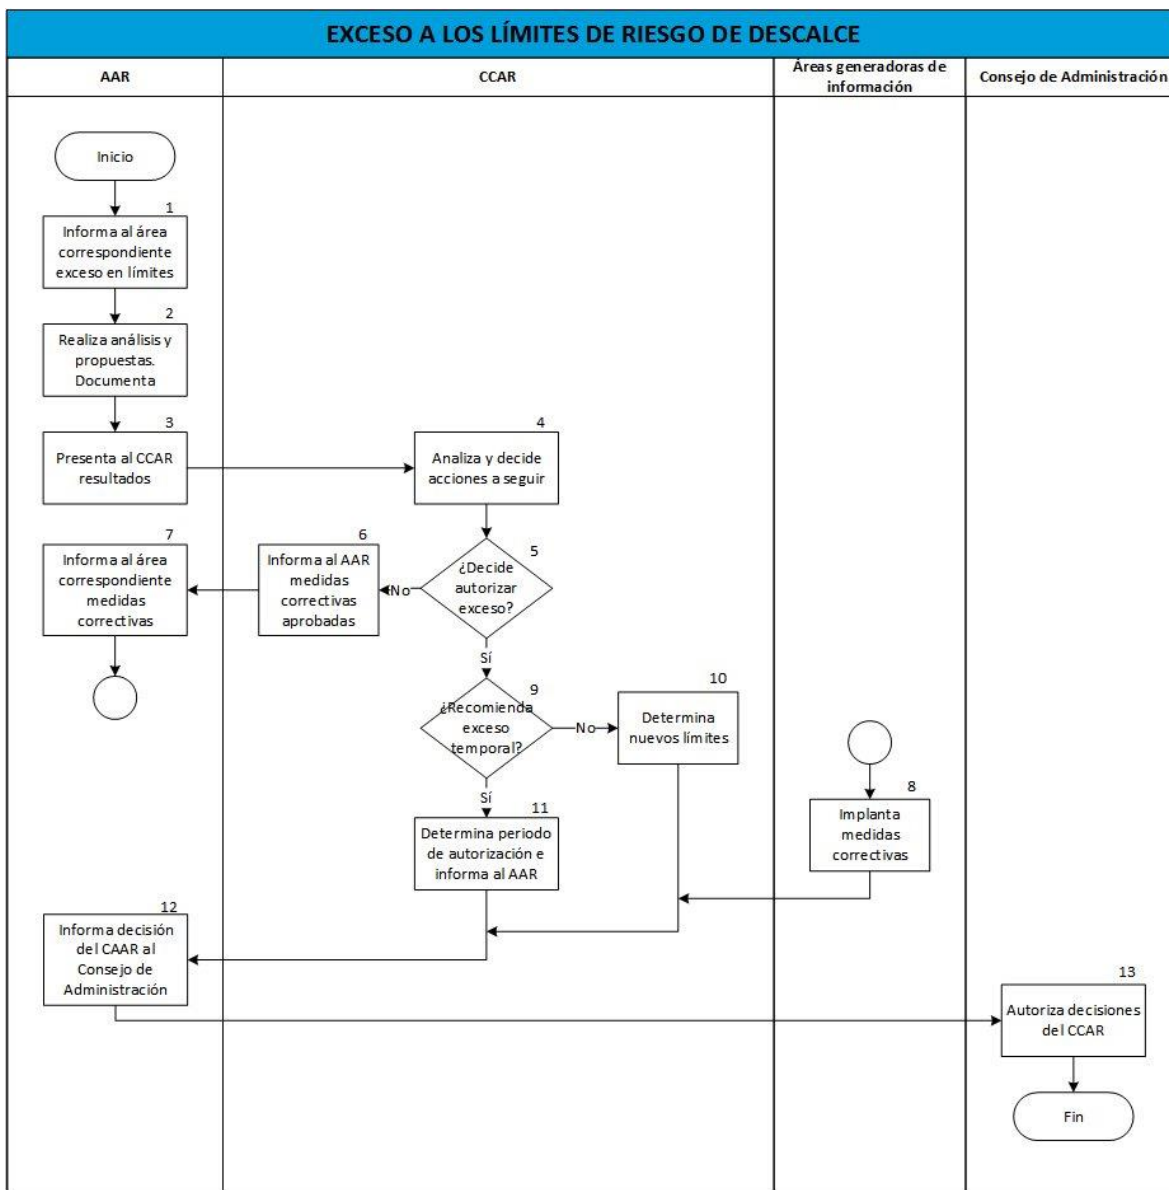 EXCESO A LOS LÍMITES DE RIESGO DE DESCALCE
AAR
CCAR
Áreas generadoras de
información
Consejo de Administración
Inicio
1
Informa al área
correspondiente
exceso en límites
2
Realiza análisis y
propuestas.
Documenta
3
Presenta al CCAR
resultados
4
Analiza y decide
acciones a seguir
5
¿Decide
autorizar
exceso?
No
6
Informa al AAR
medidas
correctivas
aprobadas
7
Informa al área
correspondiente
medidas
correctivas
Sí
9
¿Recomienda
exceso
temporal?
No
10
Determina
nuevos límites
Sí
11
Determina periodo
de autorización e
informa al AAR
8
Implanta
medidas
correctivas
12
Informa decisión
del CAAR al
Consejo de
Administración
13
Autoriza decisiones
del CCAR
Fin